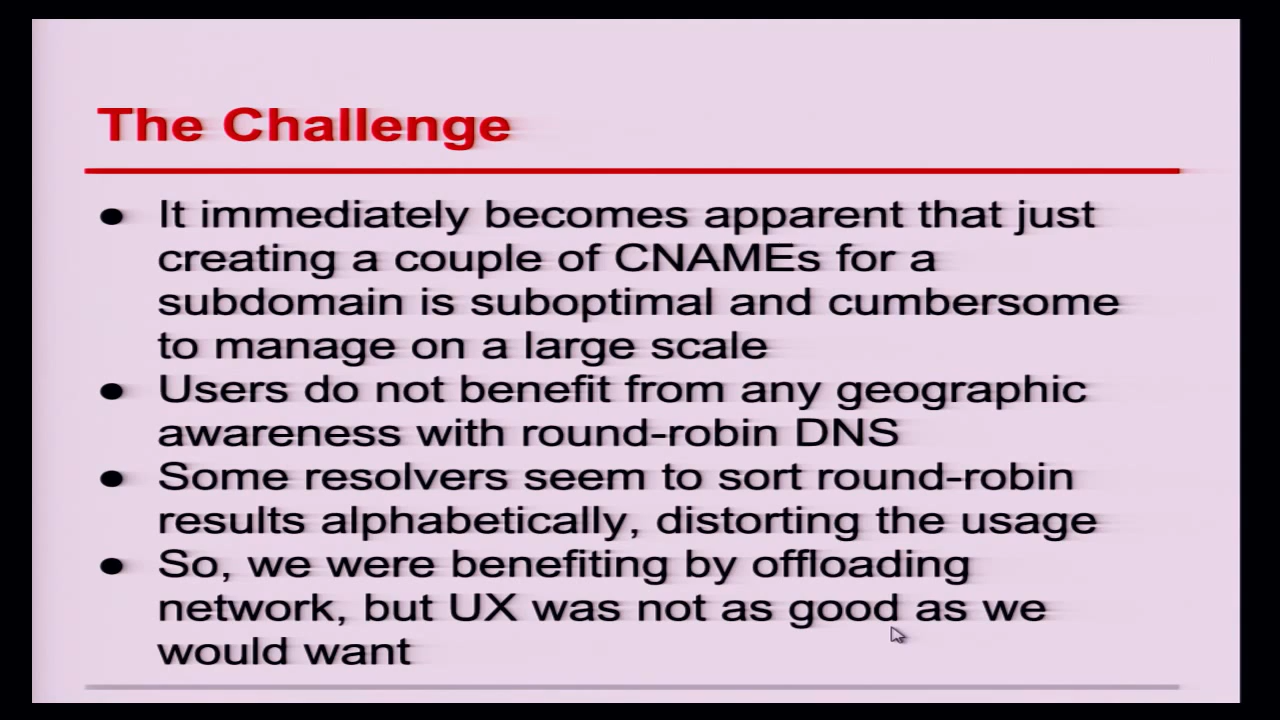 The Challenge
● It immediately becomes apparent that just
creating a couple of CNAMEs for a
subdomain is suboptimal and cumbersome
to manage on a large scale
● Users do not benefit from any geographic
awareness with round-robin DNS
● Some resolvers seem to sort round-robin
results alphabetically, distorting the usage
● So, we were benefiting by offloading
network, but UX was not as good as we
would want